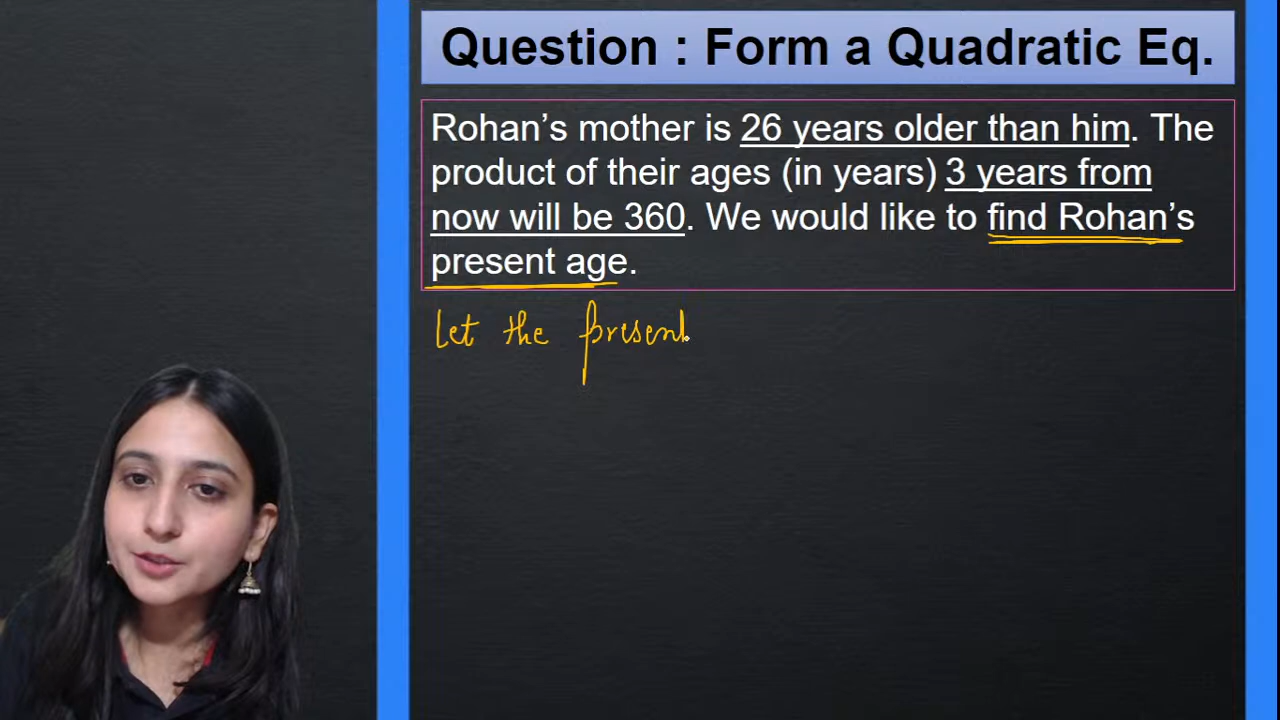 Question : Form a Quadratic Eq.
Rohan’s mother is 26 years older than him. The
product of their ages (in years) 3 years from
now will be 360. We would like to find Rohan’s
present age.
Let the present